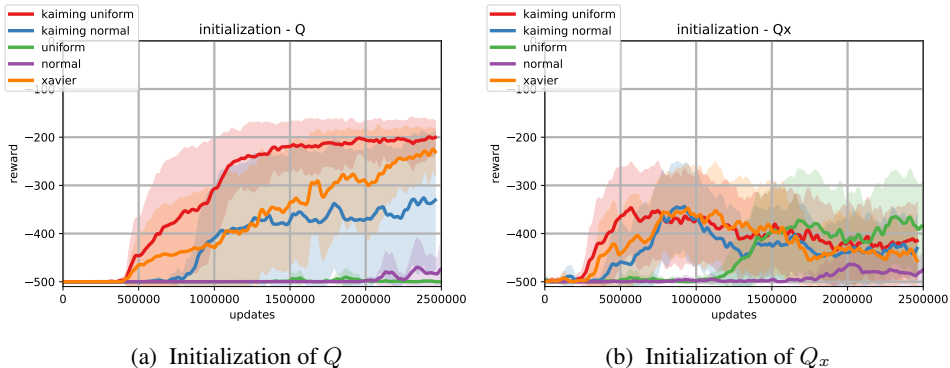 kaiming uniform
kaiming normal
uniform
normal
xavier
initialization - Q
−100
−200
−300
−400
−500
reward
0
500000
1000000
1500000
2000000
2500000
updates
(a) Initialization of Q
kaiming uniform
kaiming normal
uniform
normal
xavier
initialization - Qx
−100
−200
−300
−400
−500
reward
0
500000
1000000
1500000
2000000
2500000
updates
(b) Initialization of Qx